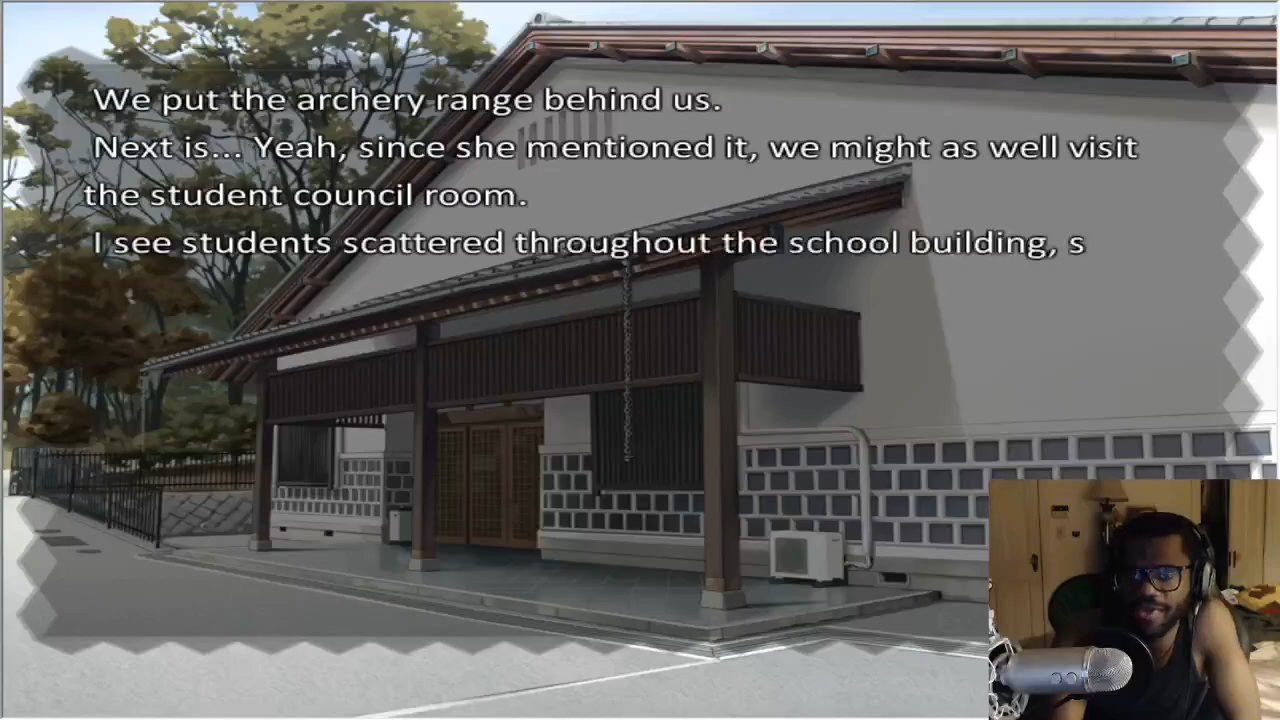 We put the archery range behind us.
Next is... Yeah, since she mentioned it, we might as well visit
the student council room.
I see students scattered throughout the school building, s